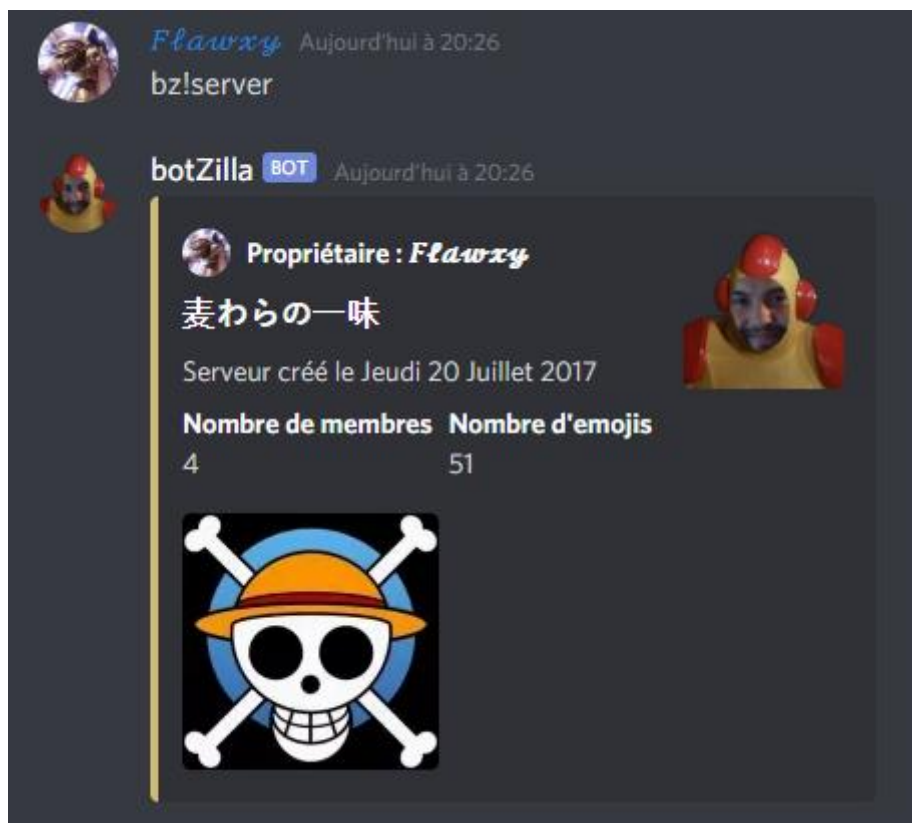 𝓕𝓵𝓪𝔀𝔁𝔂 Aujourd'hui à 20:26
bz!server
botZilla BOT Aujourd'hui à 20:26
Propriétaire : 𝓕𝓵𝓪𝔀𝔁𝔂
麦わらの一味
Serveur créé le Jeudi 20 Juillet 2017
Nombre de membres Nombre d'emojis
4 51